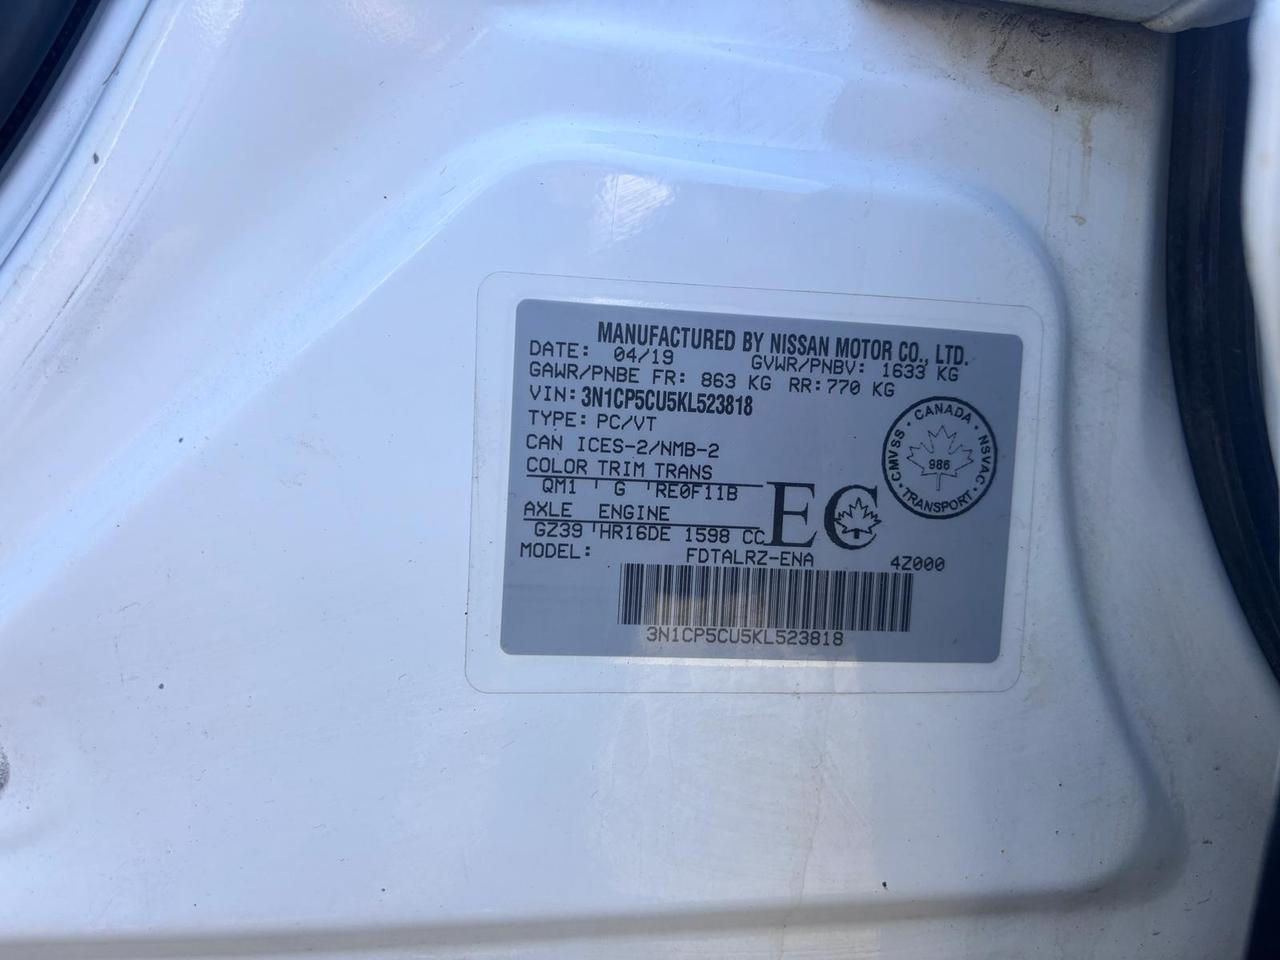 MANUFACTURED BY NISSAN MOTOR CO., LTD.
DATE: 04/19 GVWR/PNBV: 1633 KG
GAWR/PNBE FR: 863 KG RR: 770 KG
VIN: 3N1CP5CU5KL523818
TYPE: PC/VT
CAN ICES-2/NMB-2
COLOR TRIM TRANS
QM1 G RE0F11B
AXLE ENGINE
GZ39 HR16DE 1598 CC
EC
CANADA
CMVSS NSVAC
986
TRANSPORT
MODEL: FDTALRZ-ENA 4Z000
3N1CP5CU5KL523818